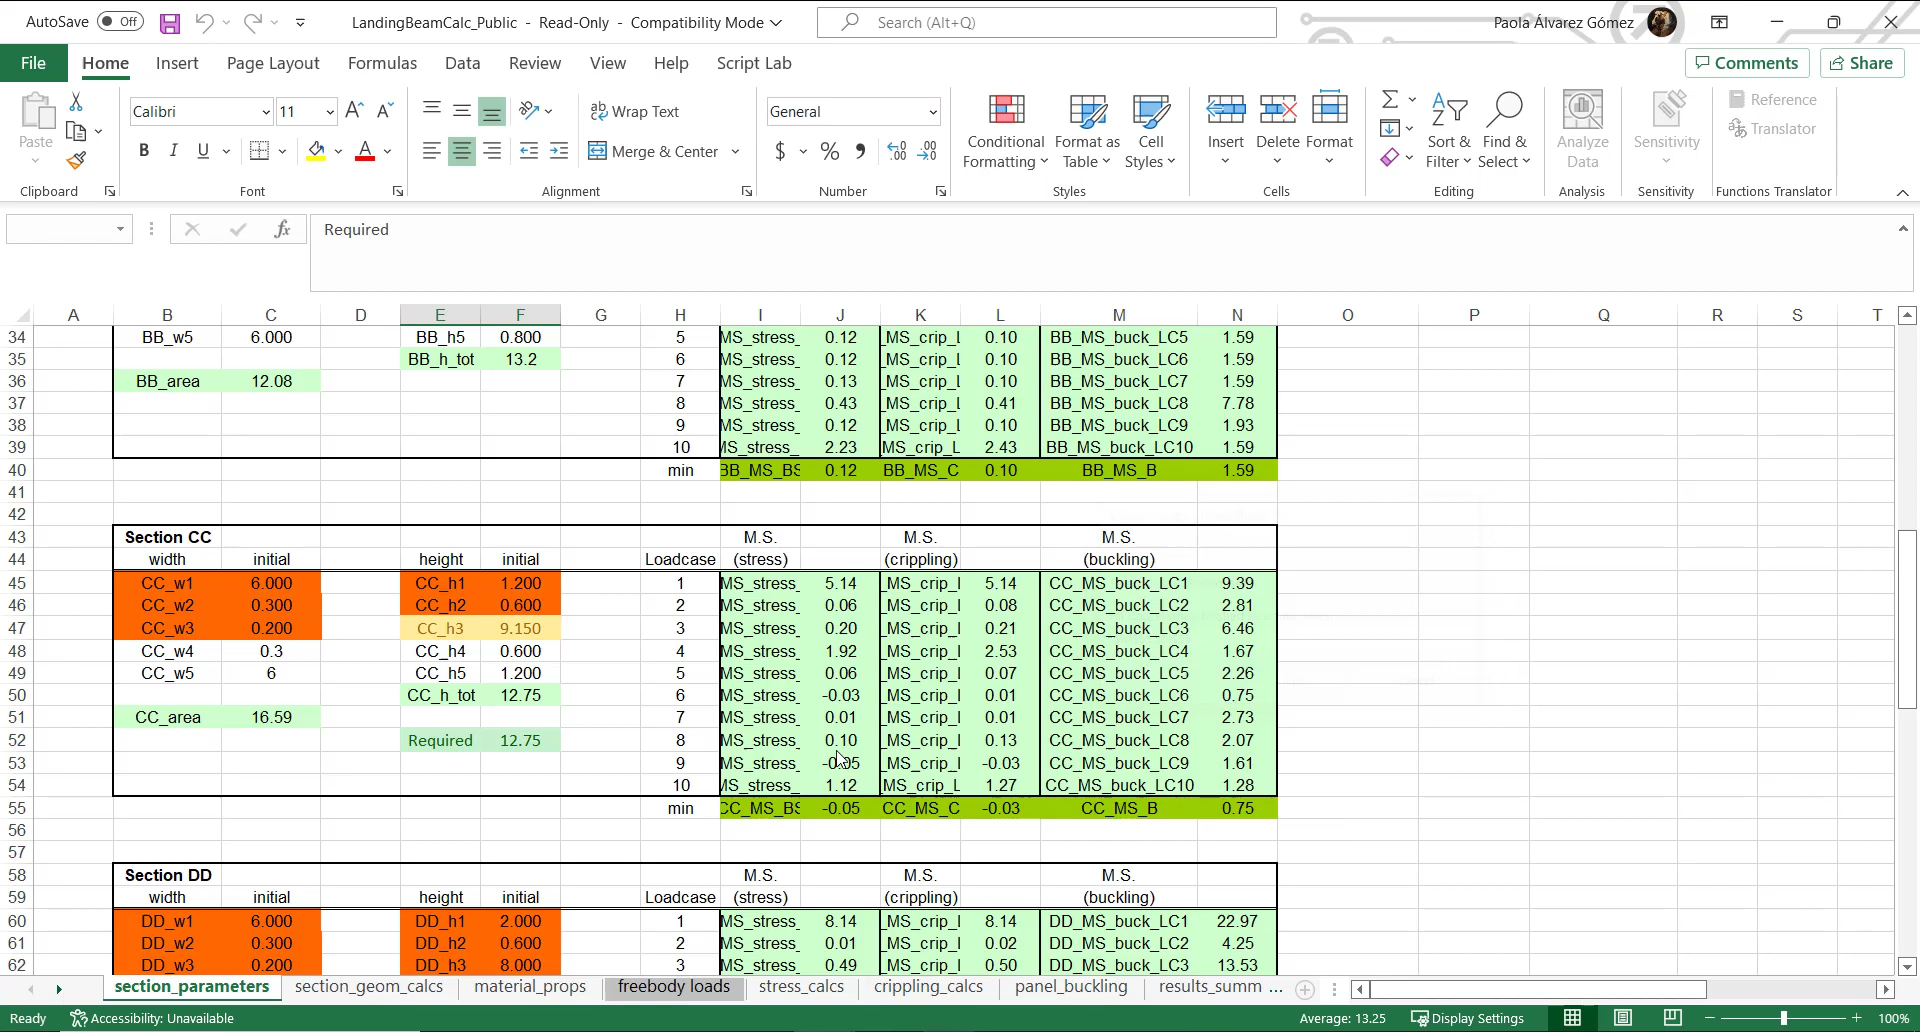 AutoSave Off LandingBeamCalc_Public - Read-Only - Compatibility Mode Search (Alt+Q) Paola Álvarez Gómez
File Home Insert Page Layout Formulas Data Review View Help Script Lab Comments Share
Calibri 11 Wrap Text General Reference
Paste Conditional Format as Cell Insert Delete Format Sort & Find & Analyze Sensitivity Translator
B I U A Merge & Center $ % Formatting Table Styles Filter Select Data
Clipboard Font Alignment Number Styles Cells Editing Analysis Sensitivity Functions Translator
fx Required
A B C D E F G H I J K L M N O P Q R S T
34 BB_w5 6.000 BB_h5 0.800 5 MS_stress_ 0.12 _MS_crip_L 0.10 BB_MS_buck_LC5 1.59
35 BB_h_tot 13.2 6 MS_stress_ 0.12 _MS_crip_L 0.10 BB_MS_buck_LC6 1.59
36 BB_area 12.08 7 MS_stress_ 0.13 _MS_crip_L 0.10 BB_MS_buck_LC7 1.59
37 8 MS_stress_ 0.43 _MS_crip_L 0.41 BB_MS_buck_LC8 7.78
38 9 MS_stress_ 0.12 _MS_crip_L 0.10 BB_MS_buck_LC9 1.93
39 10 MS_stress_ 2.23 MS_crip_L 2.43 BB_MS_buck_LC10 1.59
40 min BB_MS_BS 0.12 BB_MS_C 0.10 BB_MS_B 1.59
41
42
43 Section CC M.S. M.S. M.S.
44 width initial height initial Loadcase (stress) (crippling) (buckling)
45 CC_w1 6.000 CC_h1 1.200 1 MS_stress_ 5.14 _MS_crip_l 5.14 CC_MS_buck_LC1 9.39
46 CC_w2 0.300 CC_h2 0.600 2 MS_stress_ 0.06 _MS_crip_l 0.08 CC_MS_buck_LC2 2.81
47 CC_w3 0.200 CC_h3 9.150 3 MS_stress_ 0.20 _MS_crip_l 0.21 CC_MS_buck_LC3 6.46
48 CC_w4 0.3 CC_h4 0.600 4 MS_stress_ 1.92 _MS_crip_l 2.53 CC_MS_buck_LC4 1.67
49 CC_w5 6 CC_h5 1.200 5 MS_stress_ 0.06 _MS_crip_l 0.07 CC_MS_buck_LC5 2.26
50 CC_h_tot 12.75 6 MS_stress_ -0.03 _MS_crip_l 0.01 CC_MS_buck_LC6 0.75
51 CC_area 16.59 7 MS_stress_ 0.01 _MS_crip_l 0.01 CC_MS_buck_LC7 2.73
52 Required 12.75 8 MS_stress_ 0.10 _MS_crip_l 0.13 CC_MS_buck_LC8 2.07
53 9 MS_stress_ -0.05 _MS_crip_l -0.03 CC_MS_buck_LC9 1.61
54 10 MS_stress_ 1.12 MS_crip_L 1.27 CC_MS_buck_LC10 1.28
55 min CC_MS_BS -0.05 CC_MS_C -0.03 CC_MS_B 0.75
56
57
58 Section DD M.S. M.S. M.S.
59 width initial height initial Loadcase (stress) (crippling) (buckling)
60 DD_w1 6.000 DD_h1 2.000 1 MS_stress_ 8.14 _MS_crip_l 8.14 DD_MS_buck_LC1 22.97
61 DD_w2 0.300 DD_h2 0.600 2 MS_stress_ 0.01 _MS_crip_l 0.02 DD_MS_buck_LC2 4.25
62 DD_w3 0.200 DD_h3 8.000 3 MS_stress_ 0.49 _MS_crip_l 0.50 DD_MS_buck_LC3 13.53
section_parameters section_geom_calcs material_props freebody loads stress_calcs crippling_calcs panel_buckling results_summ ...
Ready Accessibility: Unavailable Average: 13.25 Display Settings 100%